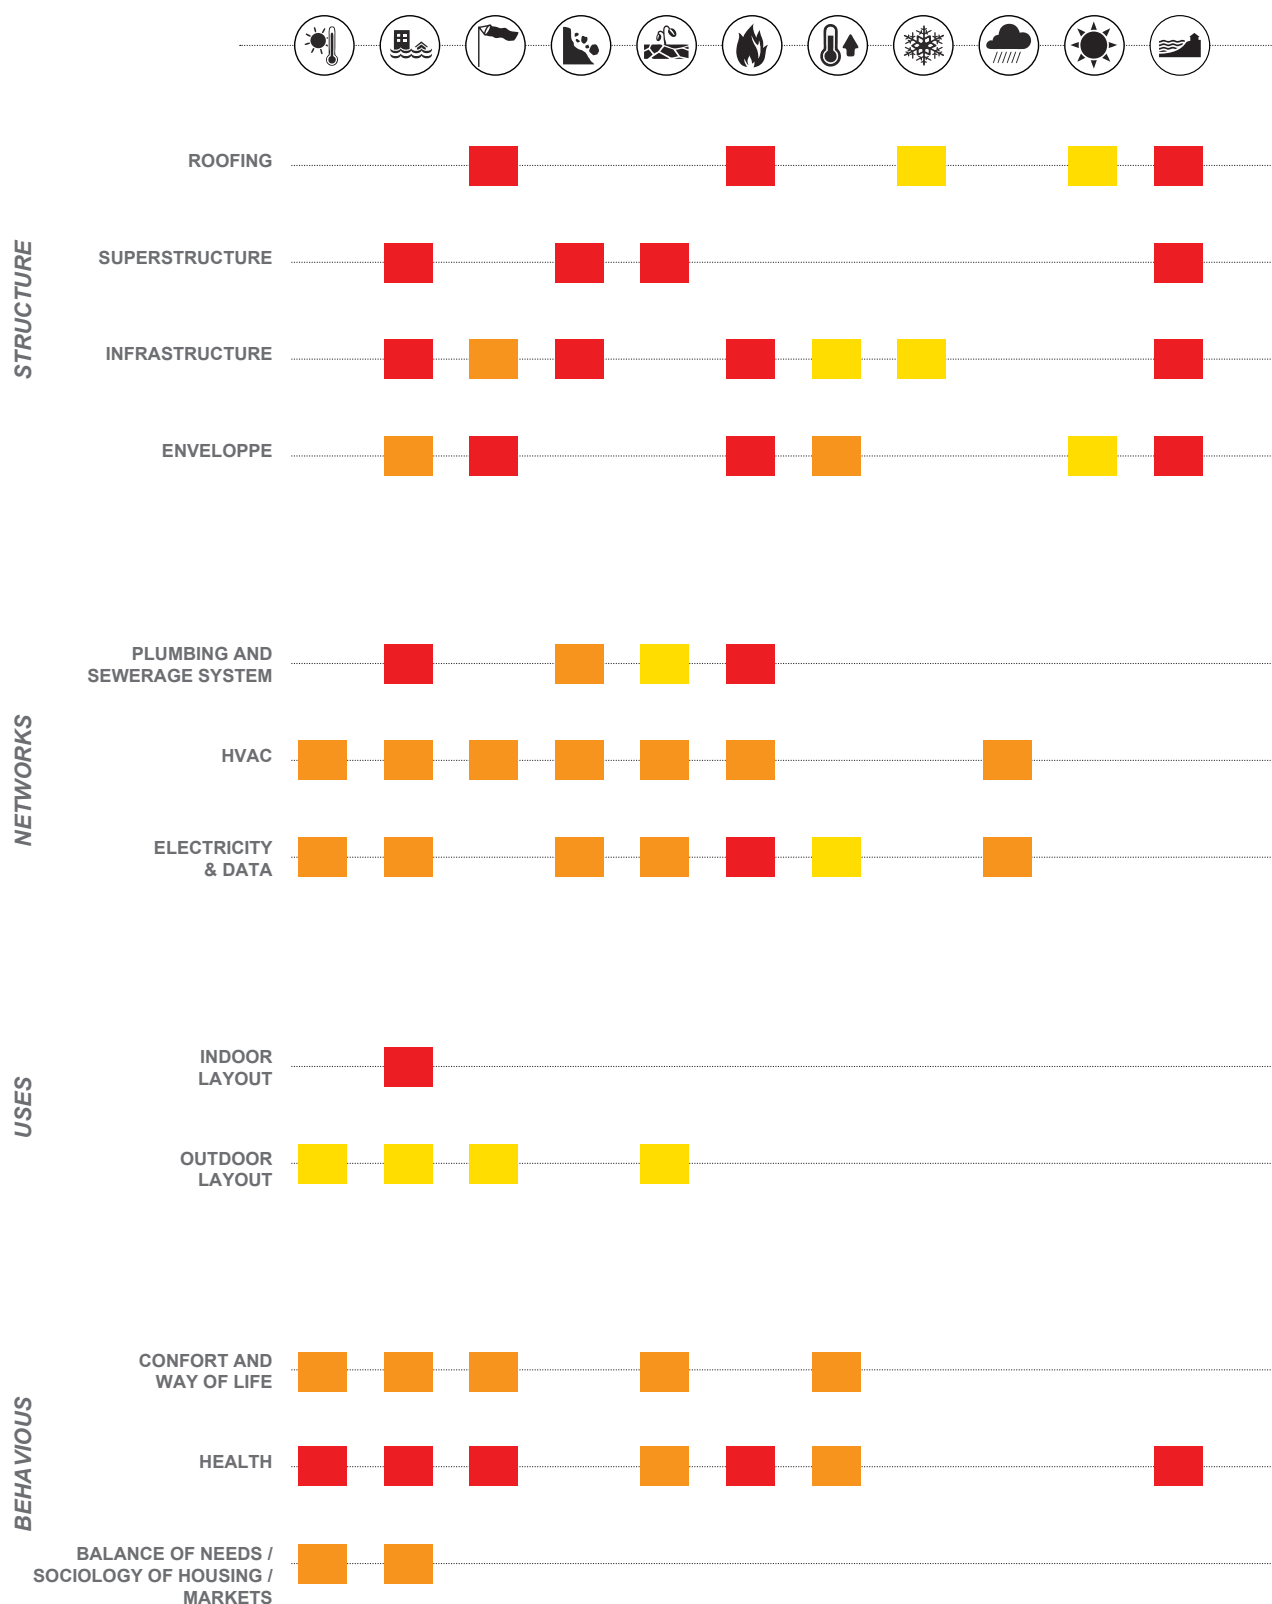 STRUCTURE
ROOFING
SUPERSTRUCTURE
INFRASTRUCTURE
ENVELOPPE
NETWORKS
PLUMBING AND
SEWERAGE SYSTEM
HVAC
ELECTRICITY
& DATA
USES
INDOOR
LAYOUT
OUTDOOR
LAYOUT
BEHAVIOUS
CONFORT AND
WAY OF LIFE
HEALTH
BALANCE OF NEEDS /
SOCIOLOGY OF HOUSING /
MARKETS